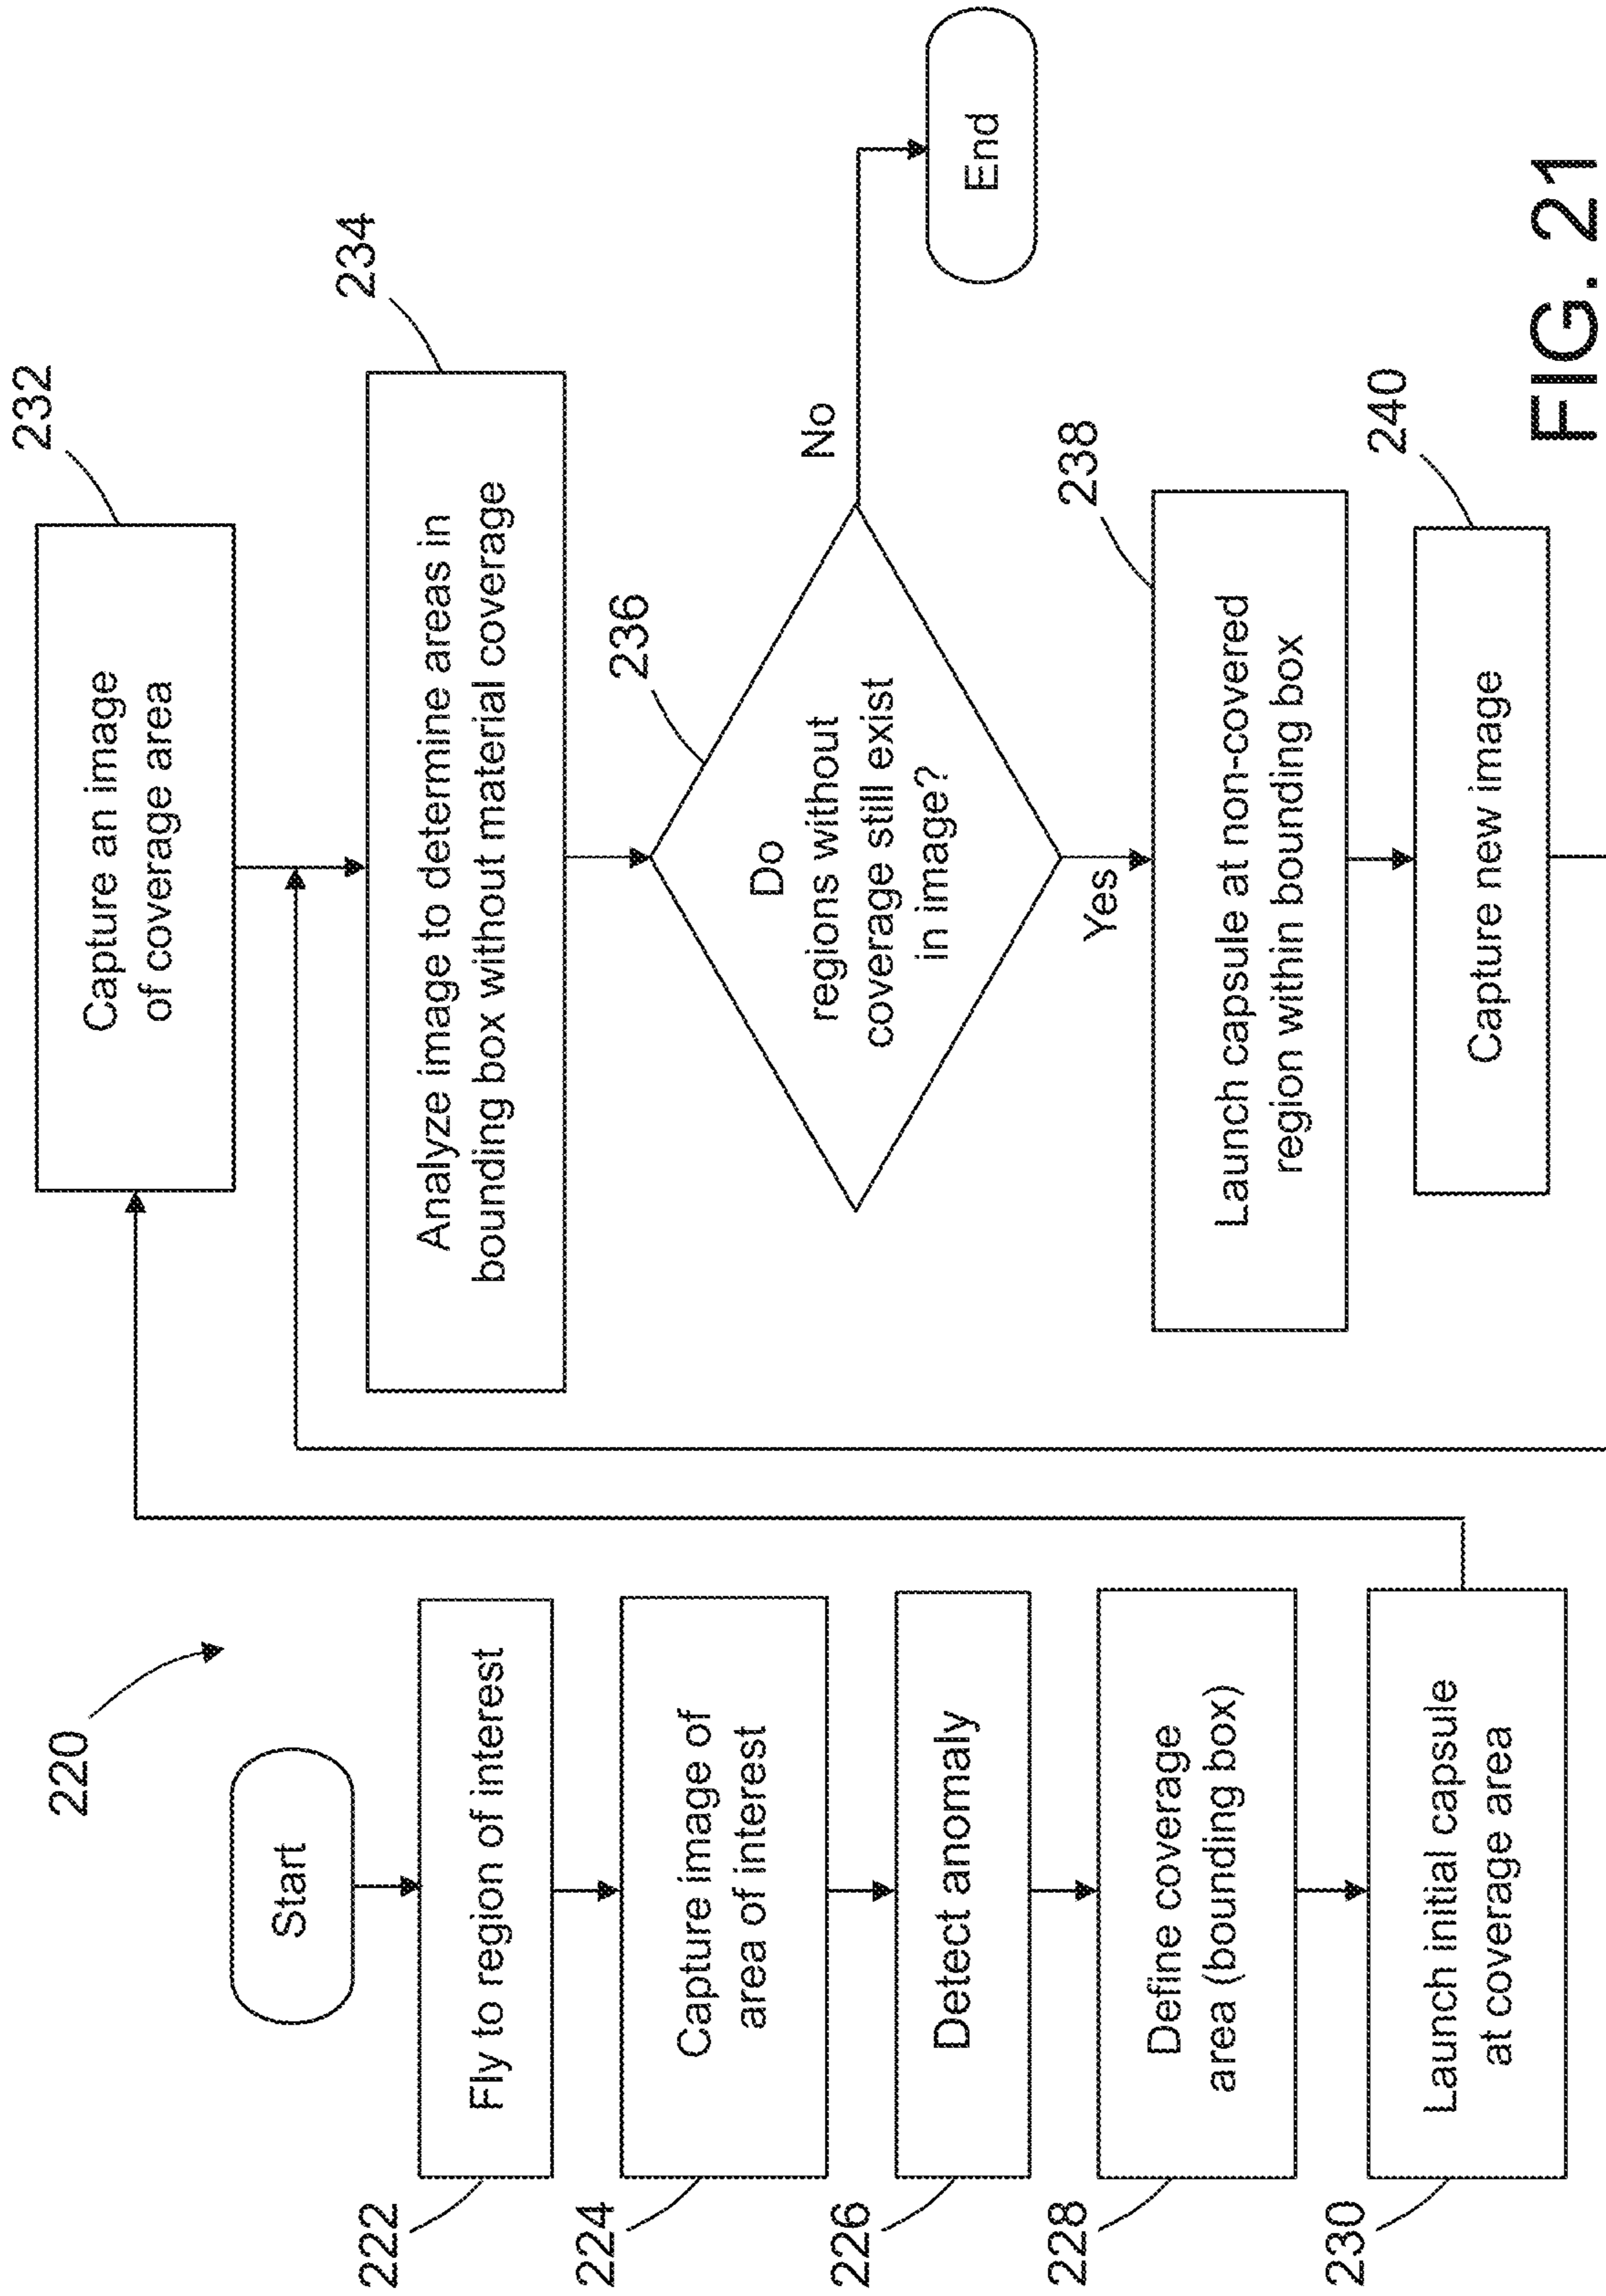 220
Start
222
Fly to region of interest
224
Capture image of
area of interest
226
Detect anomaly
228
Define coverage
area (bounding box)
230
Launch initial capsule
at coverage area
232
Capture an image
of coverage area
234
Analyze image to determine areas in
bounding box without material coverage
236
Do
regions without
coverage still exist
in image?
No
End
Yes
238
Launch capsule at non-covered
region within bounding box
240
Capture new image
FIG. 21